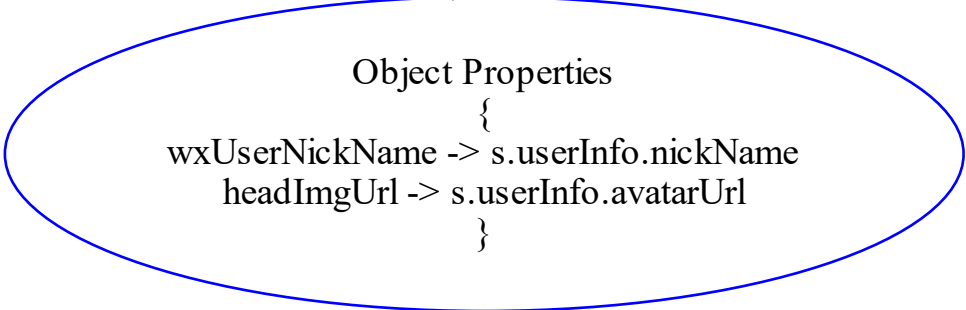 Object Properties
{
wxUserNickName -> s.userInfo.nickName
headImgUrl -> s.userInfo.avatarUrl
}